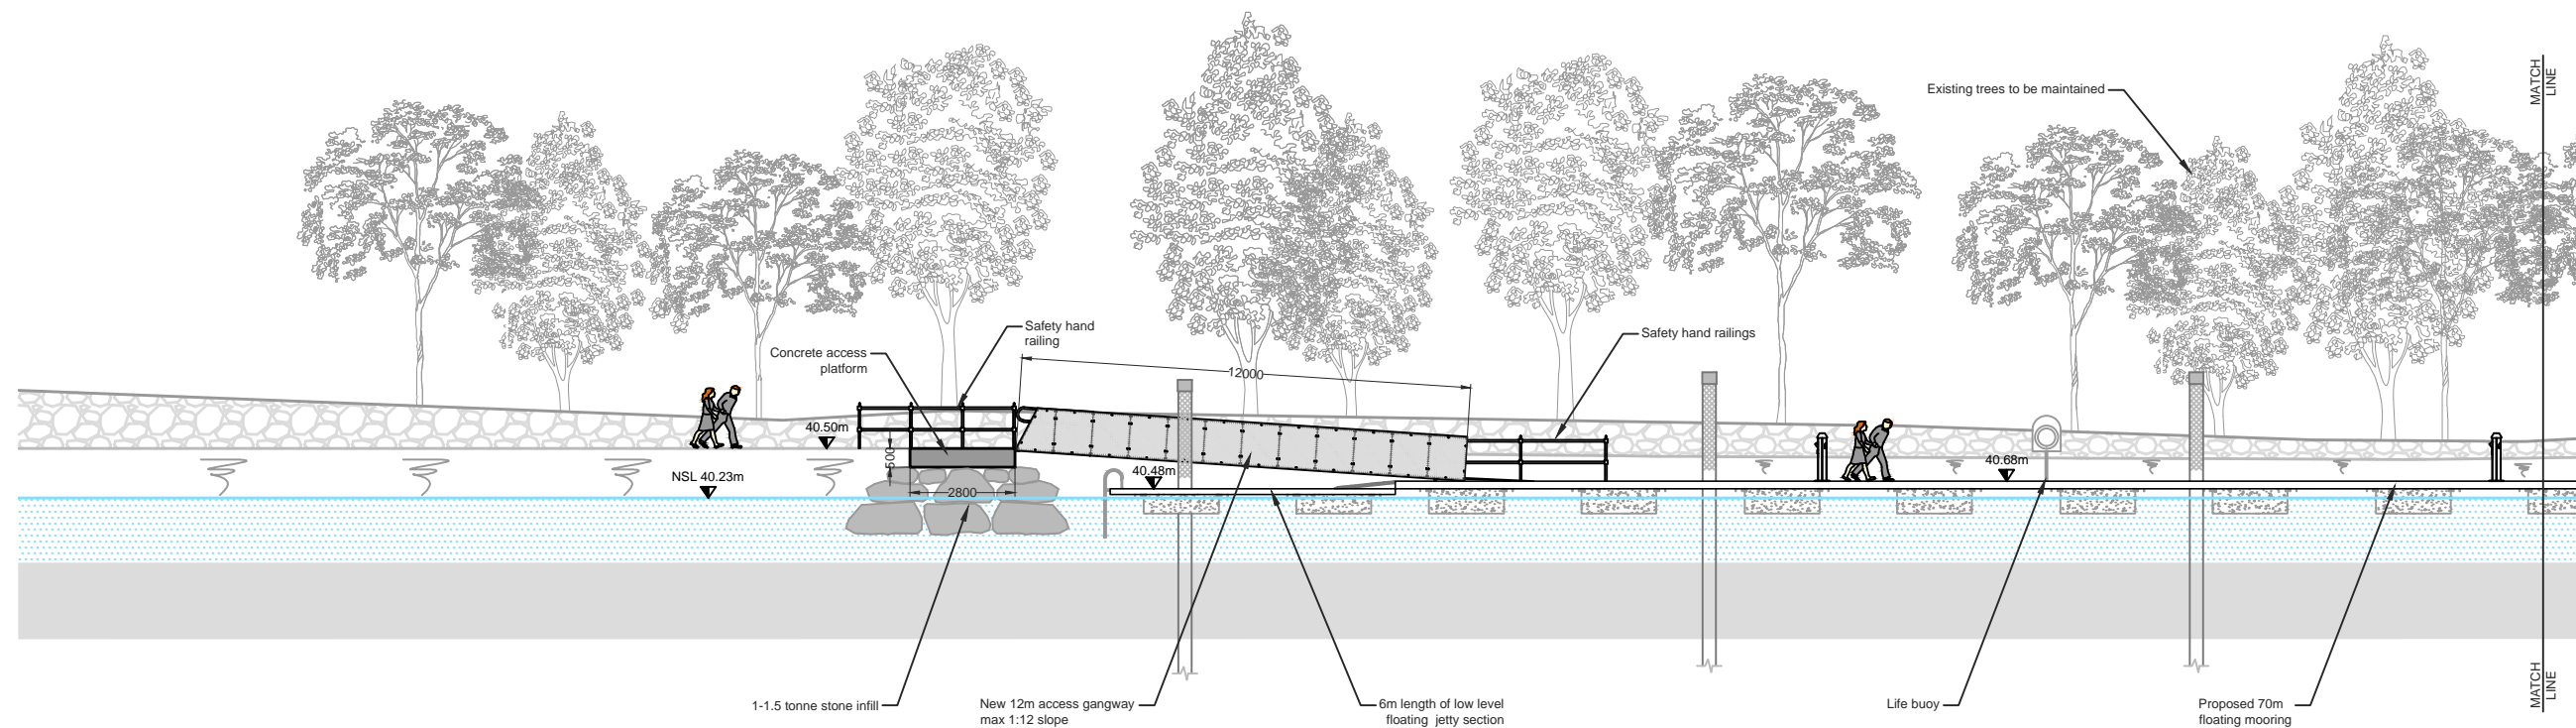 Existing trees to be maintained
MATCH
LINE
Safety hand
railing
Safety hand railings
Concrete access
platform
12000
40.50m
500
40.48m
40.68m
NSL 40.23m
2800
1-1.5 tonne stone infill
New 12m access gangway
max 1:12 slope
6m length of low level
floating jetty section
Life buoy
Proposed 70m
floating mooring
MATCH
LINE